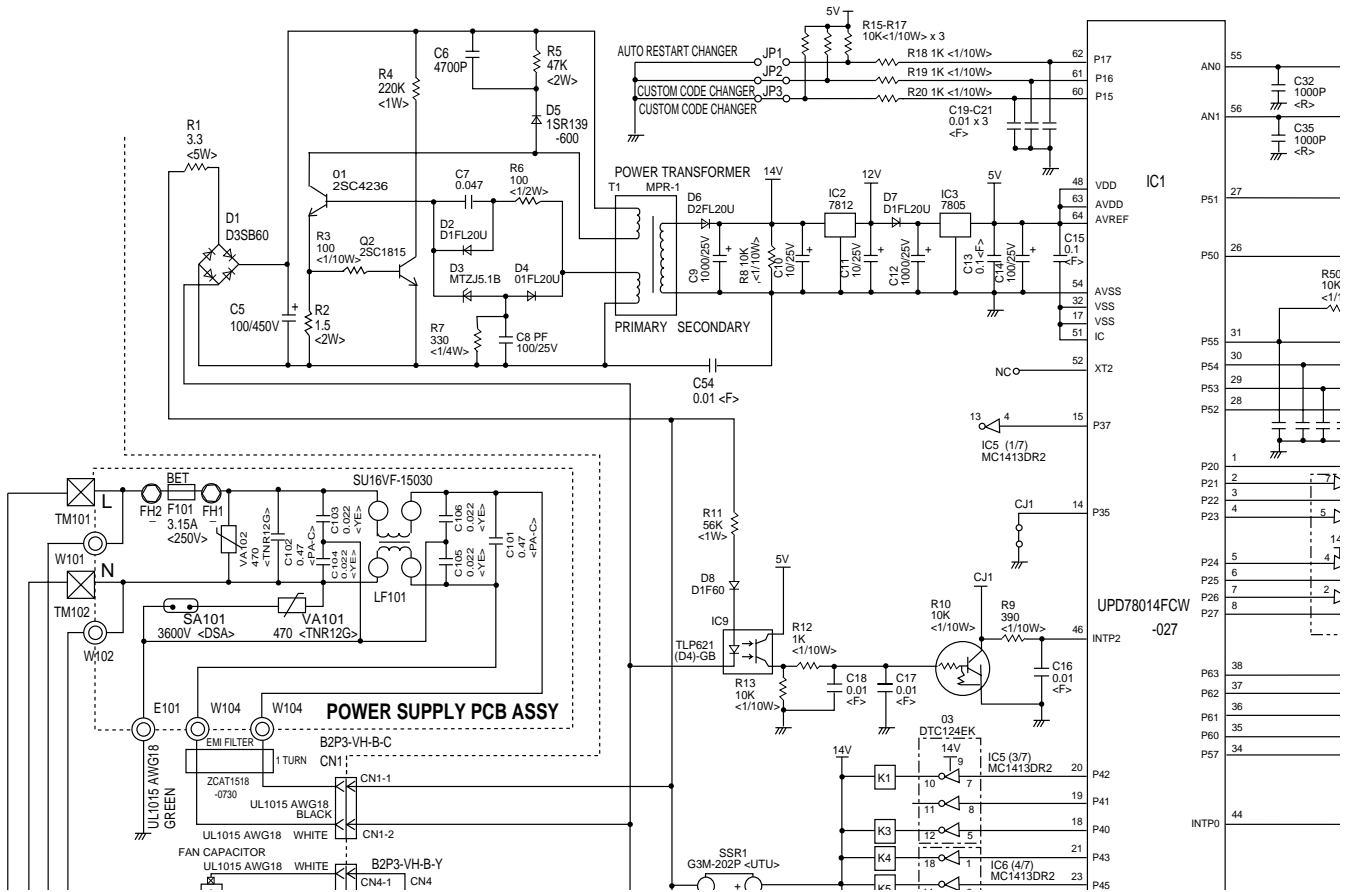 5V
R15-R17
10K<1/10W> x 3
AUTO RESTART CHANGER
JP1
JP2
CUSTOM CODE CHANGER
JP3
CUSTOM CODE CHANGER
R18 1K <1/10W>
R19 1K <1/10W>
R20 1K <1/10W>
C19-C21
0.01 x 3
<F>
62
P17
61
P16
60
P15
55
AN0
C32
1000P
<R>
56
AN1
C35
1000P
<R>
C6
4700P
R5
47K
<2W>
R4
220K
<1W>
D5
1SR139
-600
R1
3.3
<5W>
01
2SC4236
C7
0.047
R6
100
<1/2W>
POWER TRANSFORMER
T1
MPR-1
14V
12V
5V
D6
D2FL20U
IC2
7812
D7
D1FL20U
IC3
7805
48
VDD
63
AVDD
64
AVREF
IC1
P51
27
D1
D3SB60
D2
D1FL20U
R3
100
<1/10W>
Q2
2SC1815
D3
MTZJ5.1B
D4
01FL20U
C9
1000/25V
R8 10K
<1/10W>
C10
10/25V
C11
10/25V
C12
1000/25V
C13
0.1<F>
C14
100/25V
C15
0.1
<F>
P50
26
54
AVSS
32
VSS
17
VSS
51
IC
R50
10K
<1/1
C5
100/450V
R2
1.5
<2W>
R7
330
<1/4W>
C8 PF
100/25V
PRIMARY
SECONDARY
C54
0.01 <F>
P55
31
P54
30
P53
29
P52
28
NC
52
XT2
13
4
IC5 (1/7)
MC1413DR2
15
P37
P20
1
P21
2
P22
3
P23
4
7
5
14
CJ1
14
P35
P24
5
P25
6
P26
7
P27
8
4
2
L
TM101
W101
N
TM102
W102
FH2
–
BET
F101
3.15A
<250V>
FH1
–
VA102
470
<TNR12G>
C102
0.47
<PA-C>
C103
0.022
<YE>
C104
0.022
<YE>
SU16VF-15030
LF101
C106
0.022
<YE>
C105
0.022
<YE>
C101
0.47
<PA-C>
SA101
3600V <DSA>
VA101
470 <TNR12G>
R11
56K
<1W>
D8
D1F60
5V
IC9
TLP621
(D4)-GB
R12
1K
<1/10W>
R13
10K
<1/10W>
C18
0.01
<F>
C17
0.01
<F>
R10
10K
<1/10W>
CJ1
R9
390
<1/10W>
C16
0.01
<F>
46
INTP2
UPD78014FCW
-027
P63
38
P62
37
P61
36
P60
35
P57
34
INTP0
44
E101
W104
W104
POWER SUPPLY PCB ASSY
EMI FILTER
1 TURN
ZCAT1518
-0730
UL1015 AWG18
GREEN
B2P3-VH-B-C
CN1
CN1-1
UL1015 AWG18
BLACK
UL1015 AWG18
WHITE
CN1-2
FAN CAPACITOR
UL1015 AWG18
WHITE
B2P3-VH-B-Y
CN4-1
CN4
SSR1
G3M-202P <UTU>
+
14V
03
DTC124EK
14V
9
IC5 (3/7)
MC1413DR2
K1
10
7
20
P42
11
8
19
P41
K3
12
5
18
P40
K4
18
1
21
P43
IC6 (4/7)
MC1413DR2
K5
23
P45